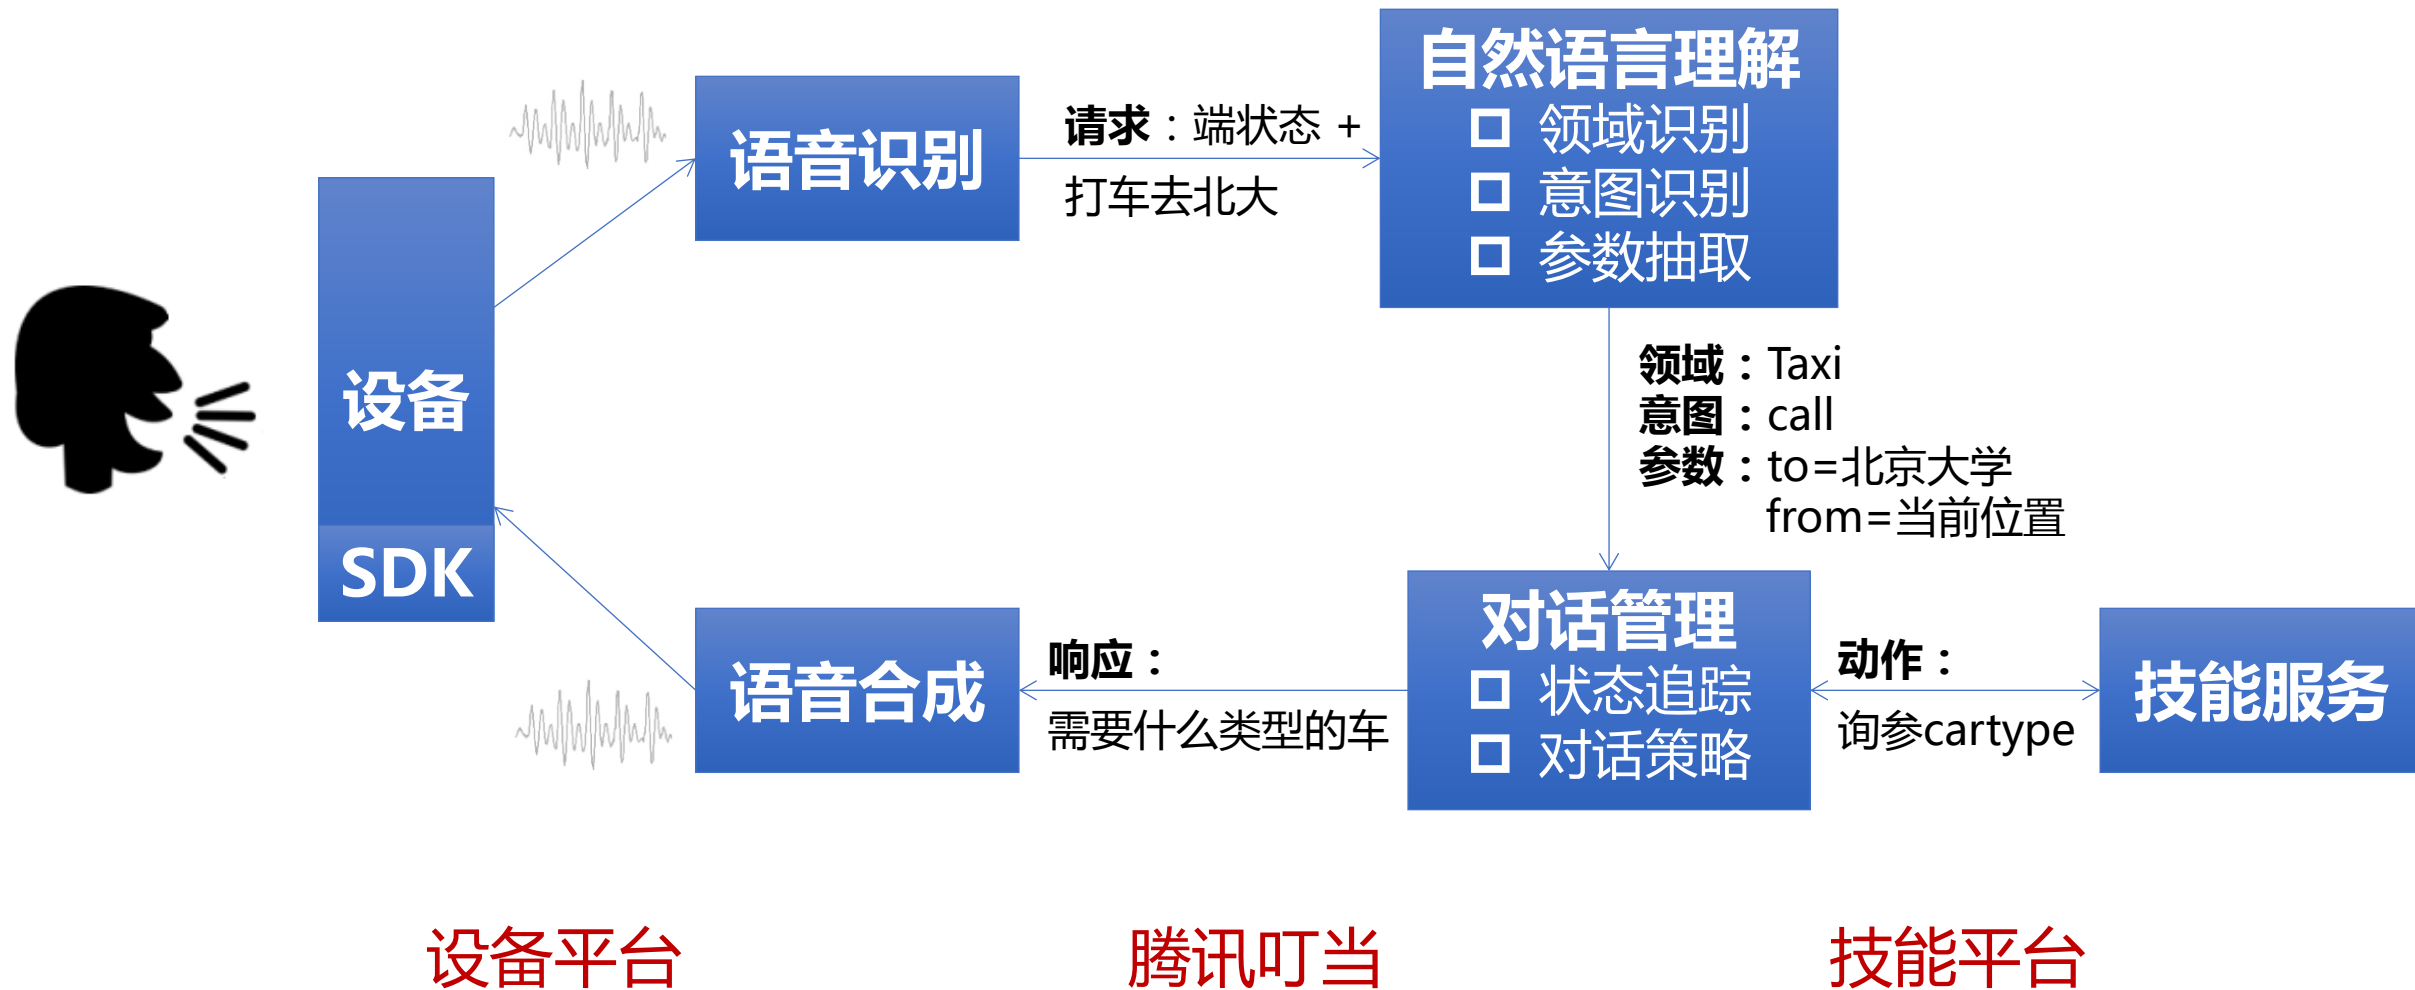 设备
SDK
语音识别
请求：端状态 +
打车去北大
自然语言理解
领域识别
意图识别
参数抽取
领域：Taxi
意图：call
参数：to=北京大学
from=当前位置
对话管理
状态追踪
对话策略
动作：
询参cartype
技能服务
响应：
需要什么类型的车
语音合成
设备平台
腾讯叮当
技能平台